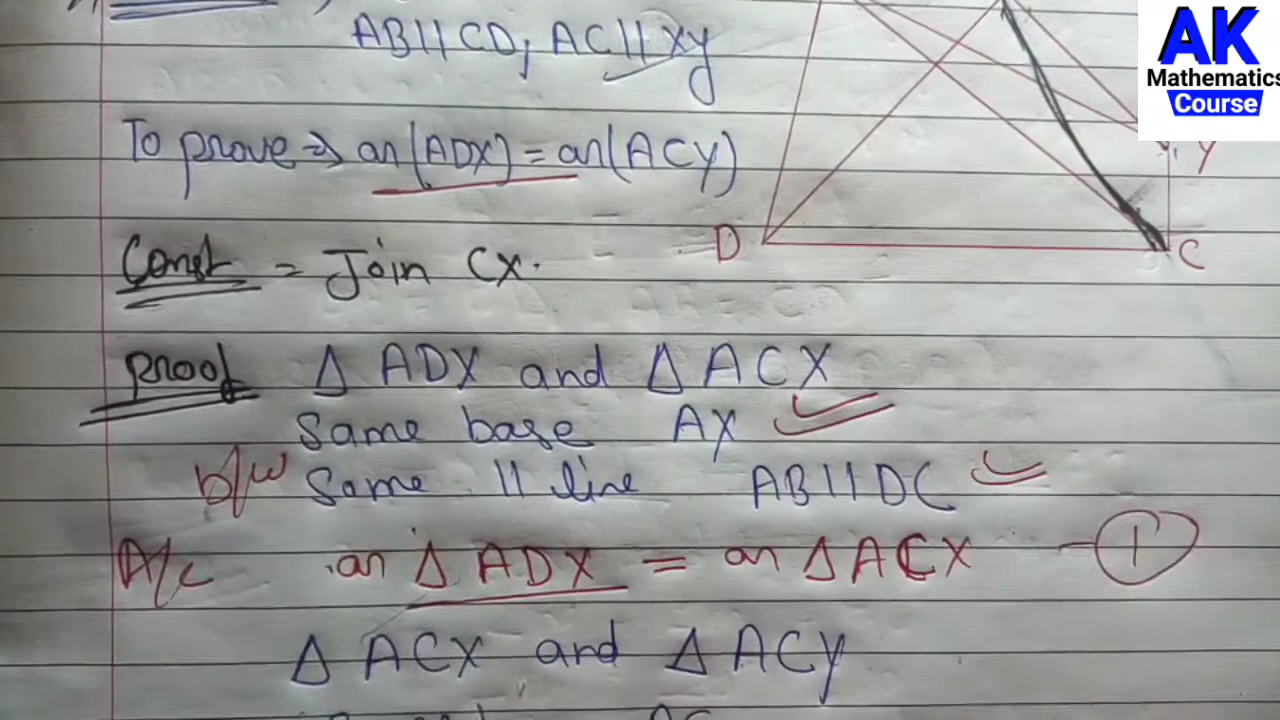 AB||CD, AC||XY
To prove ⇒ ar(ADX) = ar(ACY)
D
C
Y
Const = Join CX.
Proof Δ ADX and Δ ACX
Same base AX
b/w Same || line AB||DC
A/c ar Δ ADX = ar Δ ACX - 1
Δ ACX and Δ ACY
AK
Mathematics
Course